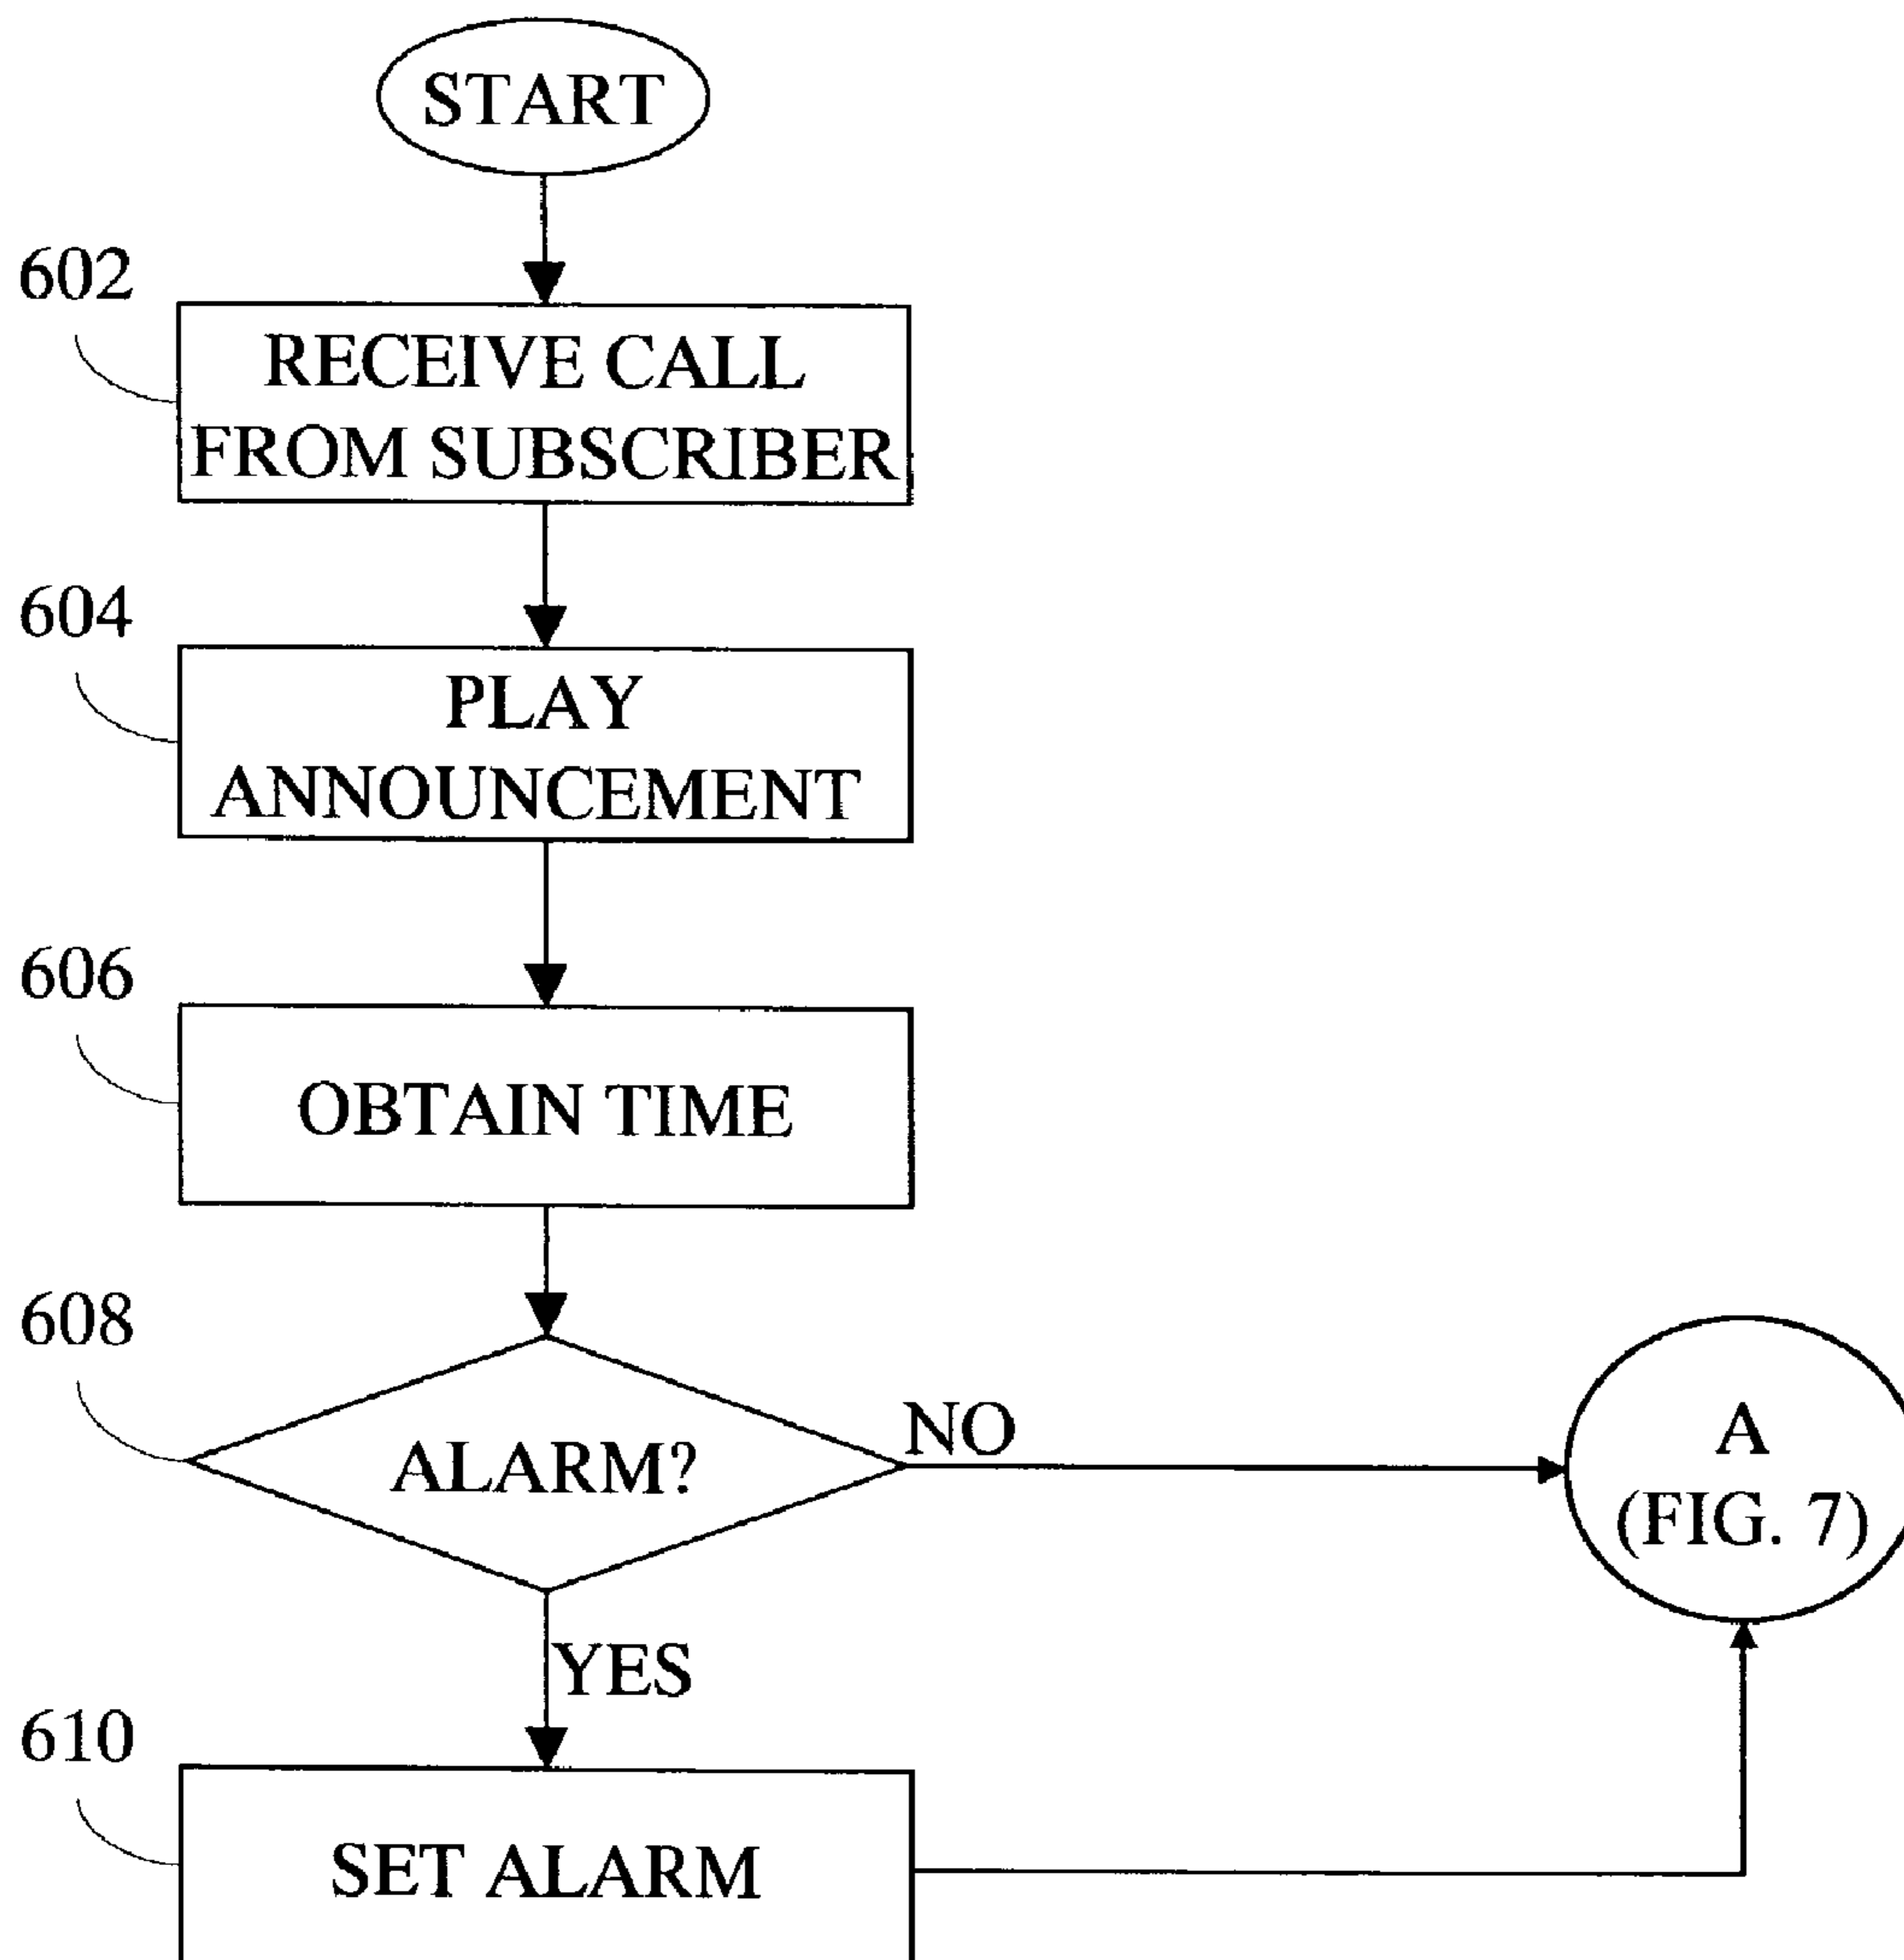 START
602
RECEIVE CALL
FROM SUBSCRIBER
604
PLAY
ANNOUNCEMENT
606
OBTAIN TIME
608
ALARM?
NO
A
(FIG. 7)
YES
610
SET ALARM